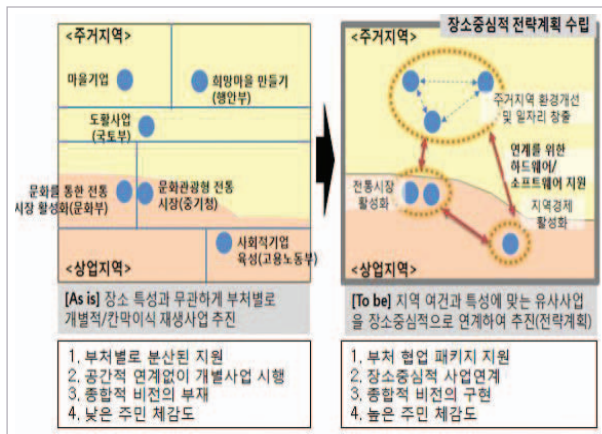 <주거지역>
마을기업
희망마을 만들기
(행안부)
도활사업
(국토부)
문화를 통한 전통
시장 활성화(문화부)
문화관광형 전통
시장(중기청)
사회적기업
육성(고용노동부)
<상업지역>
[As is] 장소 특성과 무관하게 부처별로
개별적/칸막이식 재생사업 추진
1. 부처별로 분산된 지원
2. 공간적 연계없이 개별사업 시행
3. 종합적 비전의 부재
4. 낮은 주민 체감도
장소중심적 전략계획 수립
<주거지역>
주거지역 환경개선
및 일자리 창출
연계를 위한
하드웨어/
소프트웨어 지원
전통시장
활성화
지역경제
활성화
<상업지역>
[To be] 지역 여건과 특성에 맞는 유사사업
을 장소중심적으로 연계하여 추진(전략계획)
1. 부처 협업 패키지 지원
2. 장소중심적 사업연계
3. 종합적 비전의 구현
4. 높은 주민 체감도